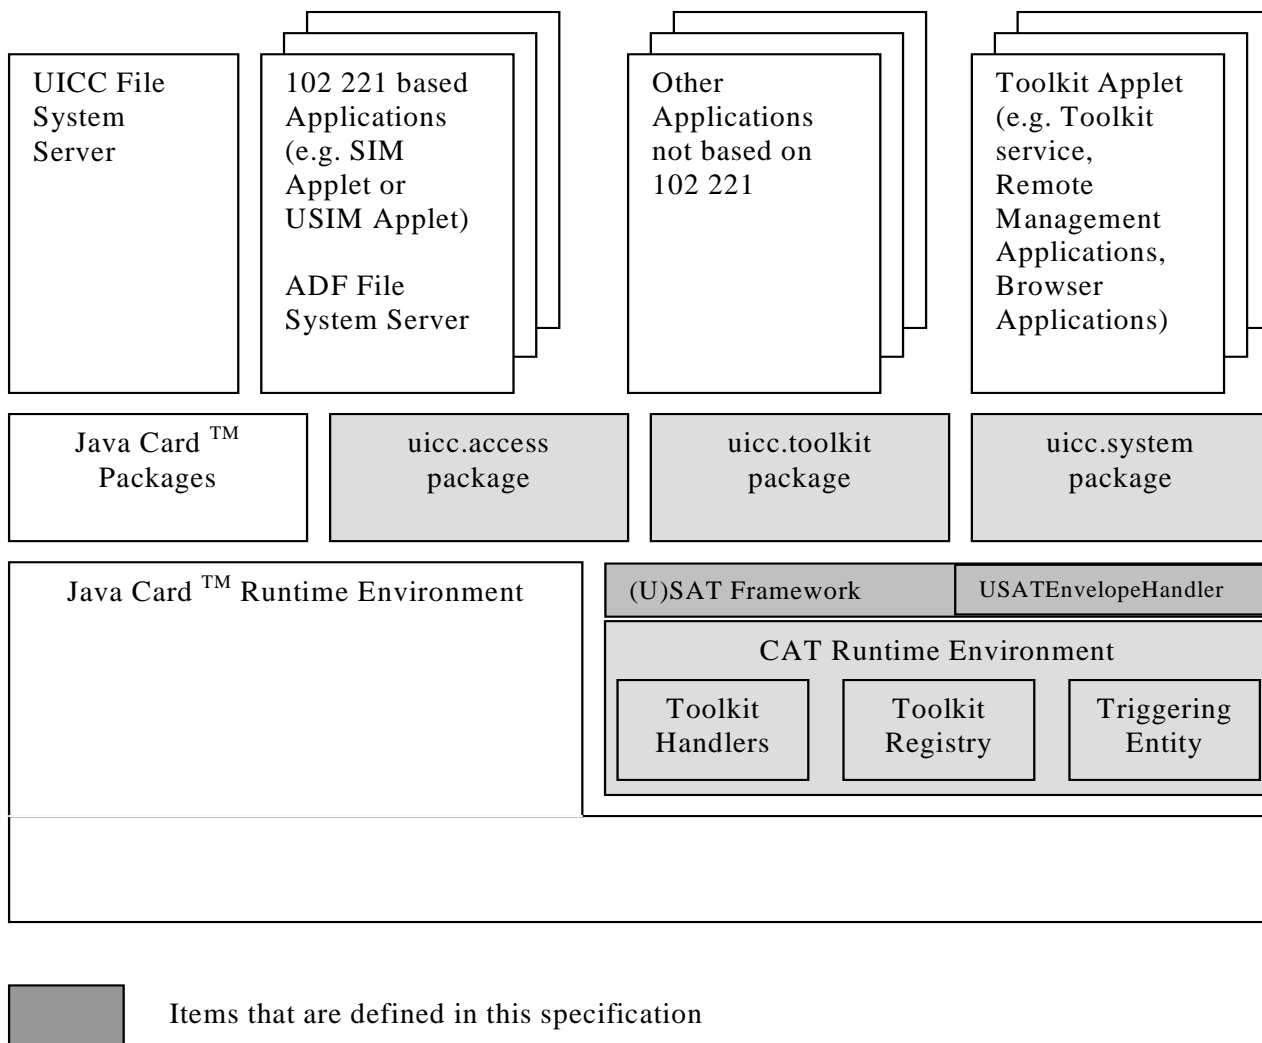 UICC File
System
Server
102 221 based
Applications
(e.g. SIM
Applet or
USIM Applet)
ADF File
System Server
Other
Applications
not based on
102 221
Toolkit Applet
(e.g. Toolkit
service,
Remote
Management
Applications,
Browser
Applications)
Java Card TM
Packages
uicc.access
package
uicc.toolkit
package
uicc.system
package
Java Card TM Runtime Environment
(U)SAT Framework
USATEnvelopeHandler
CAT Runtime Environment
Toolkit
Handlers
Toolkit
Registry
Triggering
Entity
Items that are defined in this specification